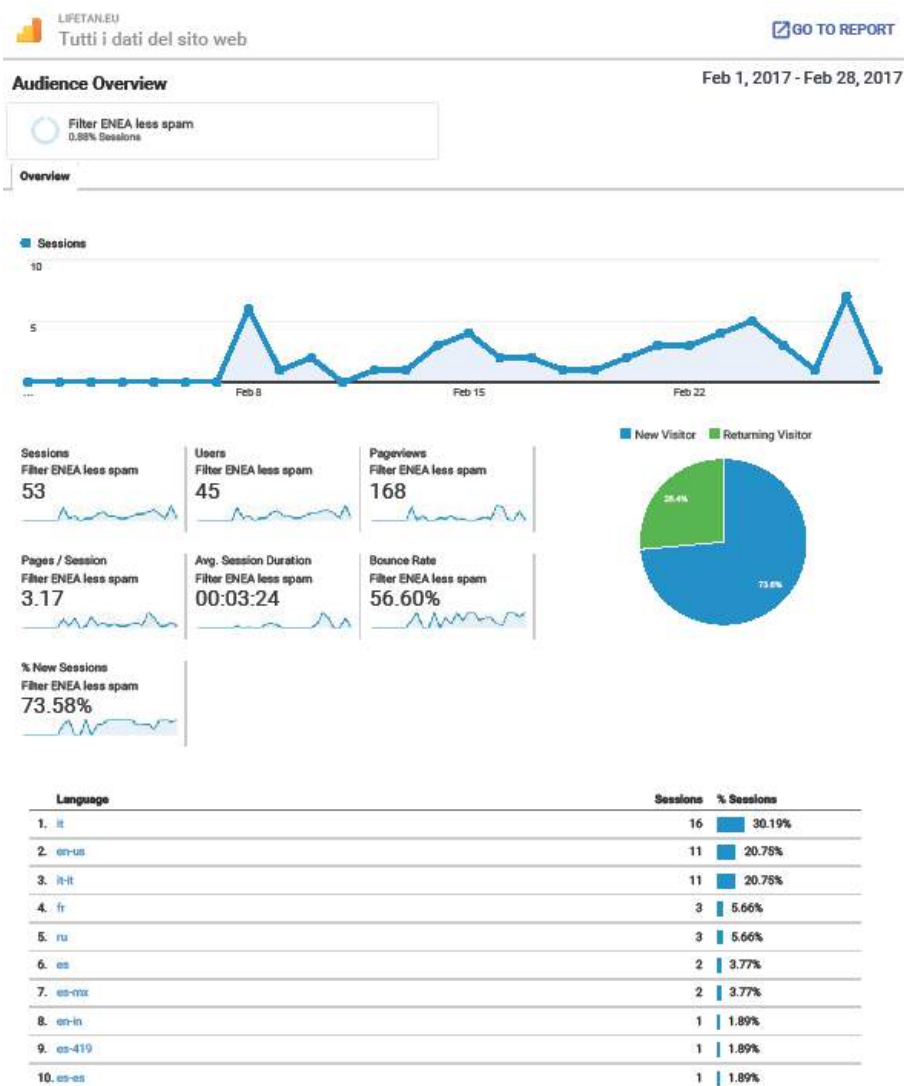 LIFETAN.EU
Tutti i dati del sito web
GO TO REPORT
Audience Overview
Feb 1, 2017 - Feb 28, 2017
Filter ENEA less spam
0.88% Sessions
Overview
Sessions
10
5
...
Feb 8
Feb 15
Feb 22
New Visitor
Returning Visitor
26.4%
73.6%
Sessions
Filter ENEA less spam
53
Users
Filter ENEA less spam
45
Pageviews
Filter ENEA less spam
168
Pages / Session
Filter ENEA less spam
3.17
Avg. Session Duration
Filter ENEA less spam
00:03:24
Bounce Rate
Filter ENEA less spam
56.60%
% New Sessions
Filter ENEA less spam
73.58%
Language Sessions % Sessions
1. it 16 30.19%
2. en-us 11 20.75%
3. it-it 11 20.75%
4. fr 3 5.66%
5. ru 3 5.66%
6. es 2 3.77%
7. es-mx 2 3.77%
8. en-in 1 1.89%
9. es-419 1 1.89%
10. es-es 1 1.89%